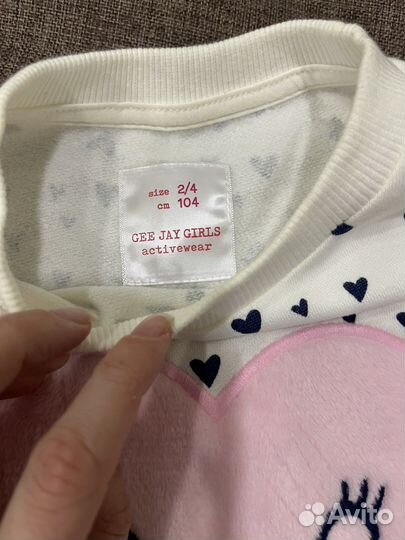 size 2/4
cm 104
GEE JAY GIRLS
activewear
Avito